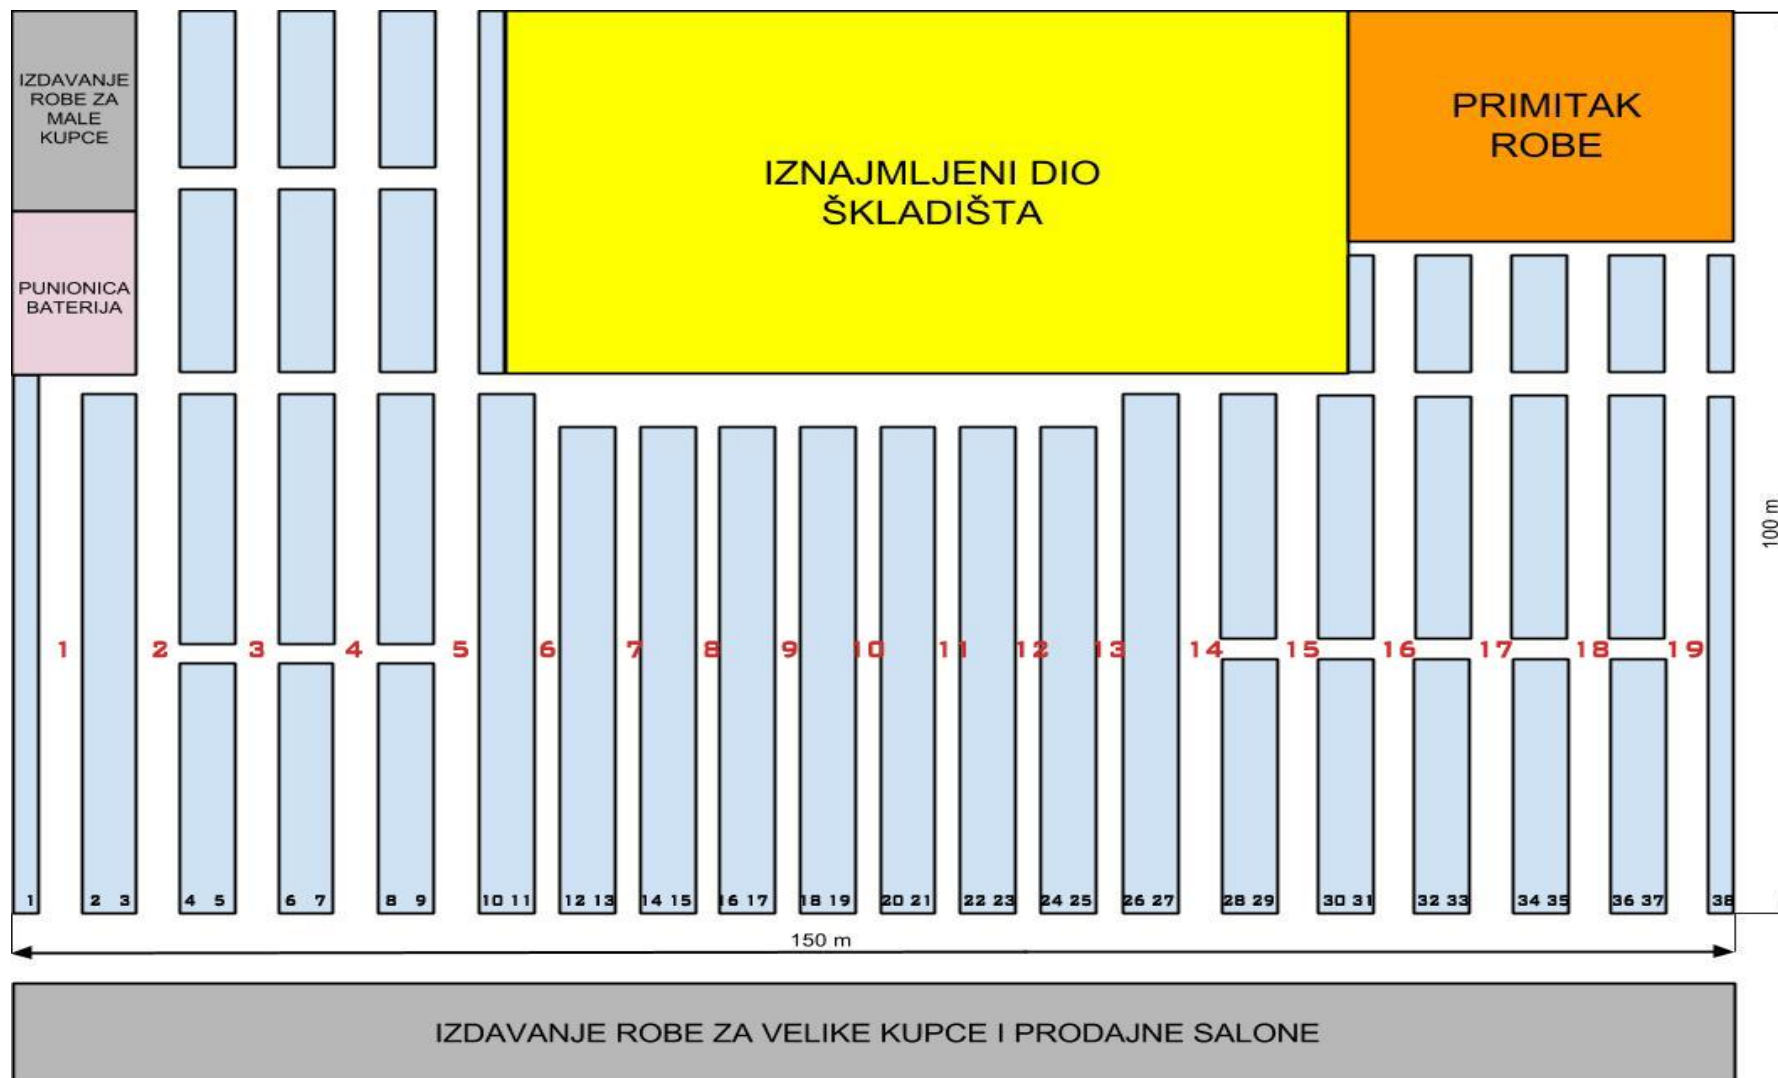 IZDAVANJE
ROBE ZA
MALE
KUPCE
PUNIONICA
BATERIJA
IZNAJMLJENI DIO
ŠKLADIŠTA
PRIMITAK
ROBE
100 m
1 2 3 4 5 6 7 8 9 10 11 12 13 14 15 16 17 18 19
1 2 3 4 5 6 7 8 9 10 11 12 13 14 15 16 17 18 19 20 21 22 23 24 25 26 27 28 29 30 31 32 33 34 35 36 37 38
150 m
IZDAVANJE ROBE ZA VELIKE KUPCE I PRODAJNE SALONE